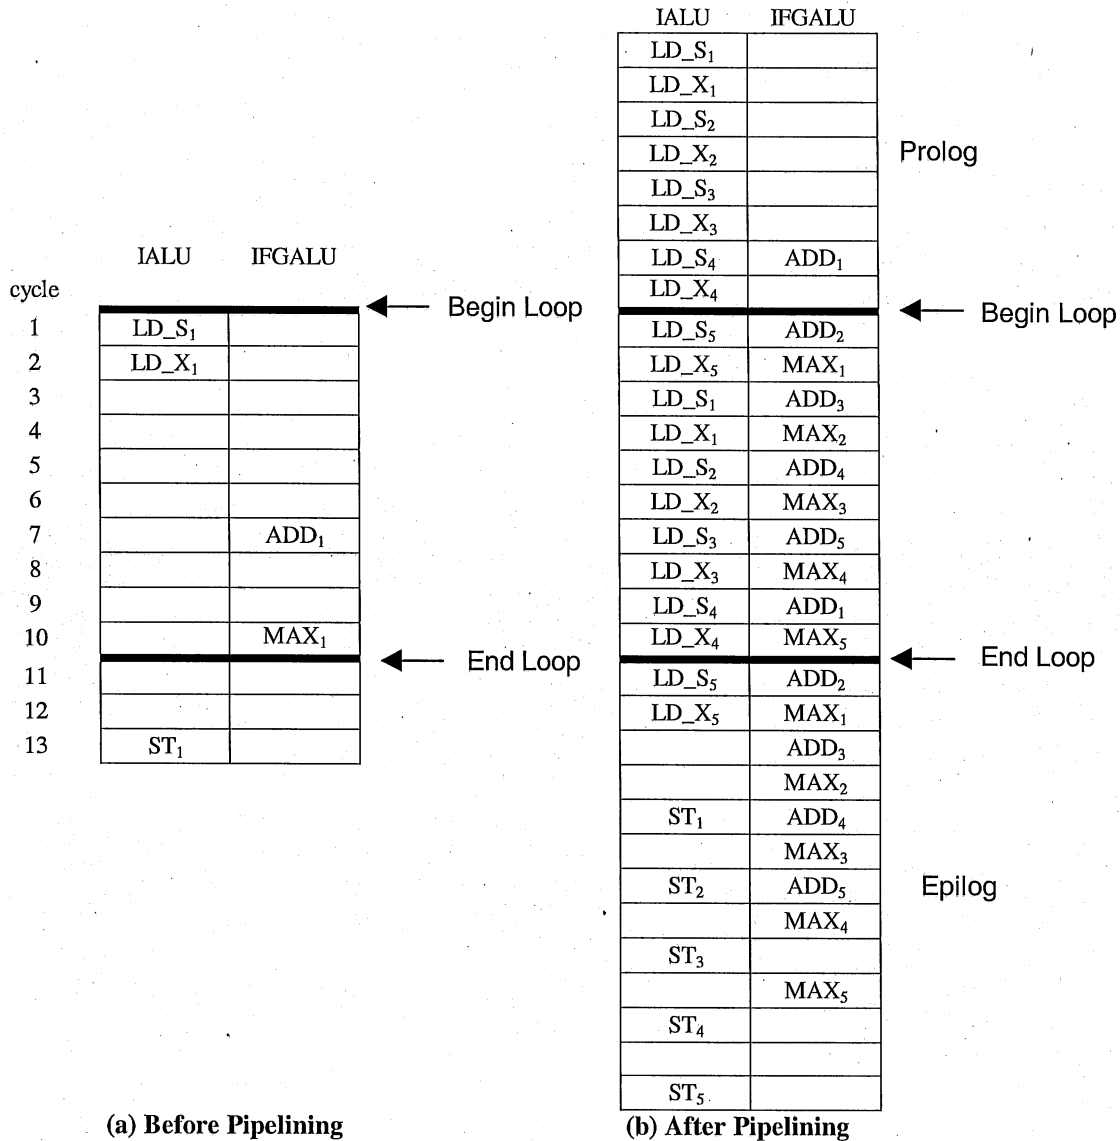 IALU IFGALU
cycle
Begin Loop
1 LD_S1
2 LD_X1
3
4
5
6
7 ADD1
8
9
10 MAX1
End Loop
11
12
13 ST1
(a) Before Pipelining
IALU IFGALU
LD_S1
LD_X1
LD_S2
LD_X2
Prolog
LD_S3
LD_X3
LD_S4 ADD1
LD_X4
Begin Loop
LD_S5 ADD2
LD_X5 MAX1
LD_S1 ADD3
LD_X1 MAX2
LD_S2 ADD4
LD_X2 MAX3
LD_S3 ADD5
LD_X3 MAX4
LD_S4 ADD1
LD_X4 MAX5
End Loop
LD_S5 ADD2
LD_X5 MAX1
ADD3
MAX2
ST1 ADD4
MAX3
ST2 ADD5
Epilog
MAX4
ST3
MAX5
ST4
ST5
(b) After Pipelining